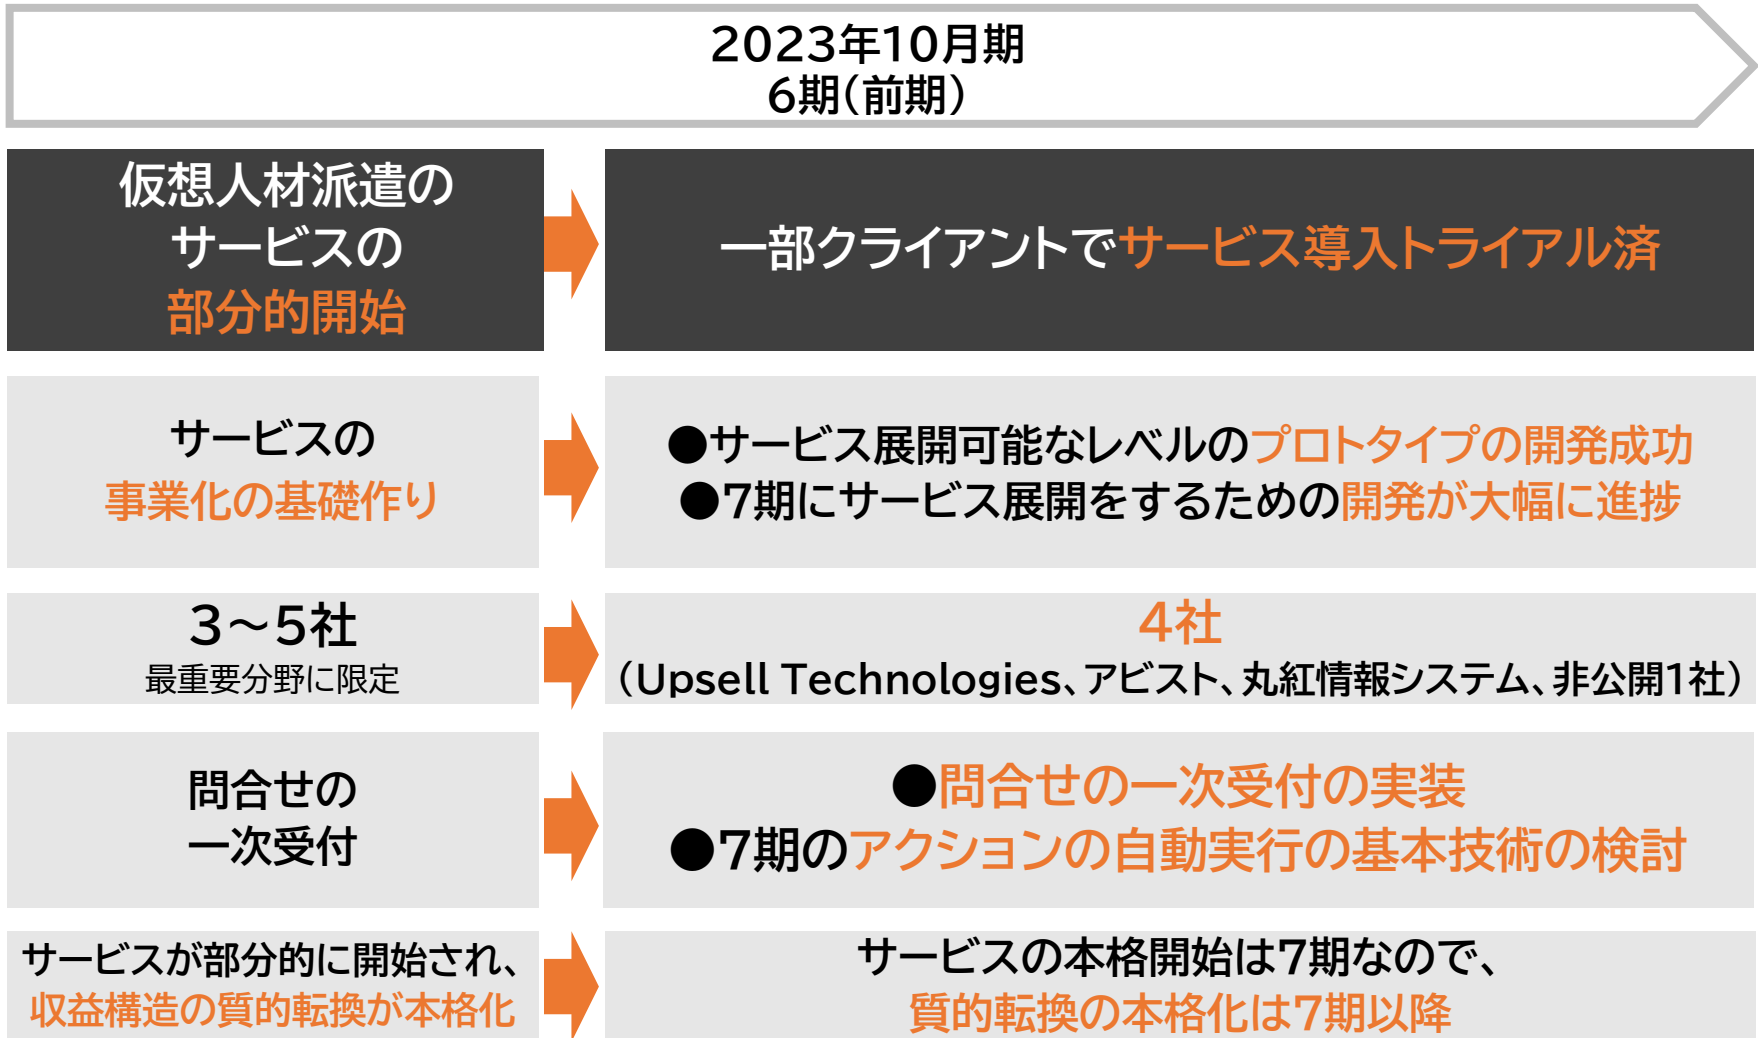 2023年10月期
6期(前期)
仮想人材派遣の
サービスの
部分的開始
一部クライアントでサービス導入トライアル済
サービスの
事業化の基礎作り
●サービス展開可能なレベルのプロトタイプの開発成功
●7期にサービス展開をするための開発が大幅に進捗
3～5社
最重要分野に限定
4社
(Upsell Technologies、アビスト、丸紅情報システム、非公開1社)
問合せの
一次受付
●問合せの一次受付の実装
●7期のアクションの自動実行の基本技術の検討
サービスが部分的に開始され、
収益構造の質的転換が本格化
サービスの本格開始は7期なので、
質的転換の本格化は7期以降